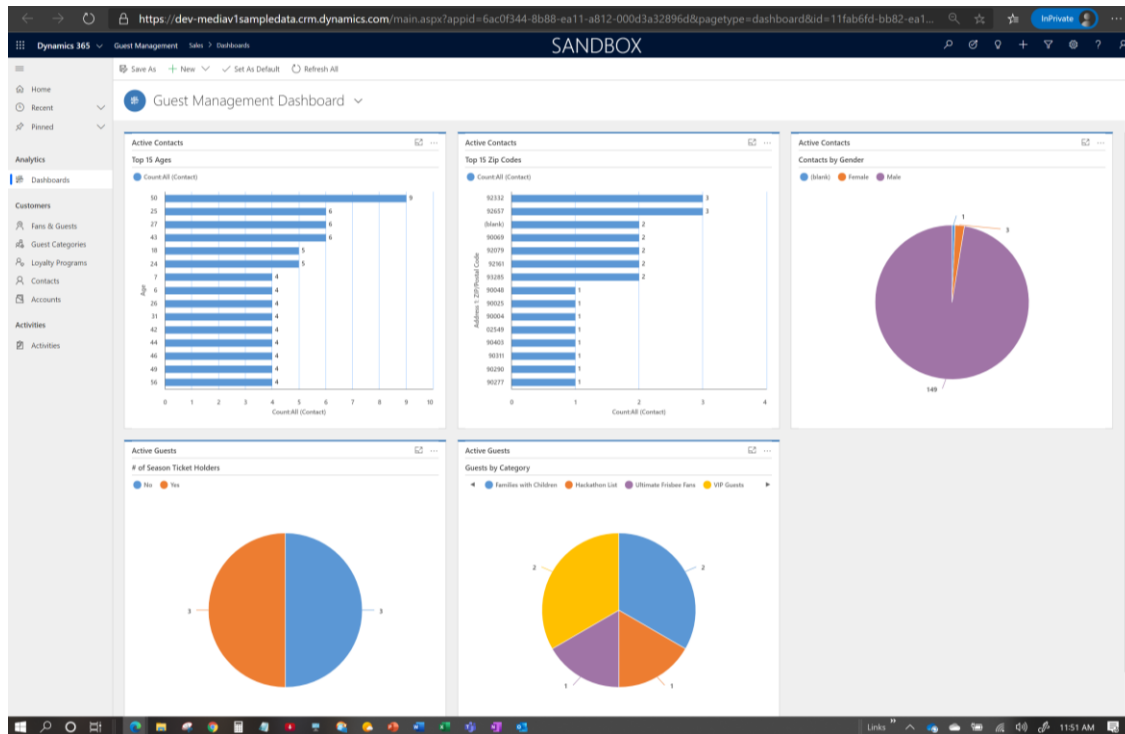 https://dev-mediav1sampledata.crm.dynamics.com/main.aspx?appid=6ac0f344-8b88-ea11-a812-000d3a32896d&pagetype=dashboard&id=11fab6fd-bb82-ea1...
InPrivate
Dynamics 365
Guest Management
Sales > Dashboards
SANDBOX
Save As
New
Set As Default
Refresh All
Home
Recent
Pinned
Analytics
Dashboards
Customers
Fans & Guests
Guest Categories
Loyalty Programs
Contacts
Accounts
Activities
Activities
Guest Management Dashboard
Active Contacts
Top 15 Ages
Count:All (Contact)
50 9
25 6
27 6
43 6
18 5
24 5
7 4
6 4
26 4
31 4
42 4
44 4
46 4
49 4
56 4
Age
0 1 2 3 4 5 6 7 8 9 10
Count:All (Contact)
Active Contacts
Top 15 Zip Codes
Count:All (Contact)
92332 3
92657 3
(blank) 2
90069 2
92079 2
92161 2
93285 2
90048 1
90025 1
90004 1
02549 1
90403 1
90311 1
90290 1
90277 1
Address 1: ZIP/Postal Code
0 1 2 3 4
Count:All (Contact)
Active Contacts
Contacts by Gender
(blank) Female Male
1
3
149
Active Guests
# of Season Ticket Holders
No Yes
3 3
Active Guests
Guests by Category
Families with Children Hackathon List Ultimate Frisbee Fans VIP Guests
2 2
1 1
Links
11:51 AM